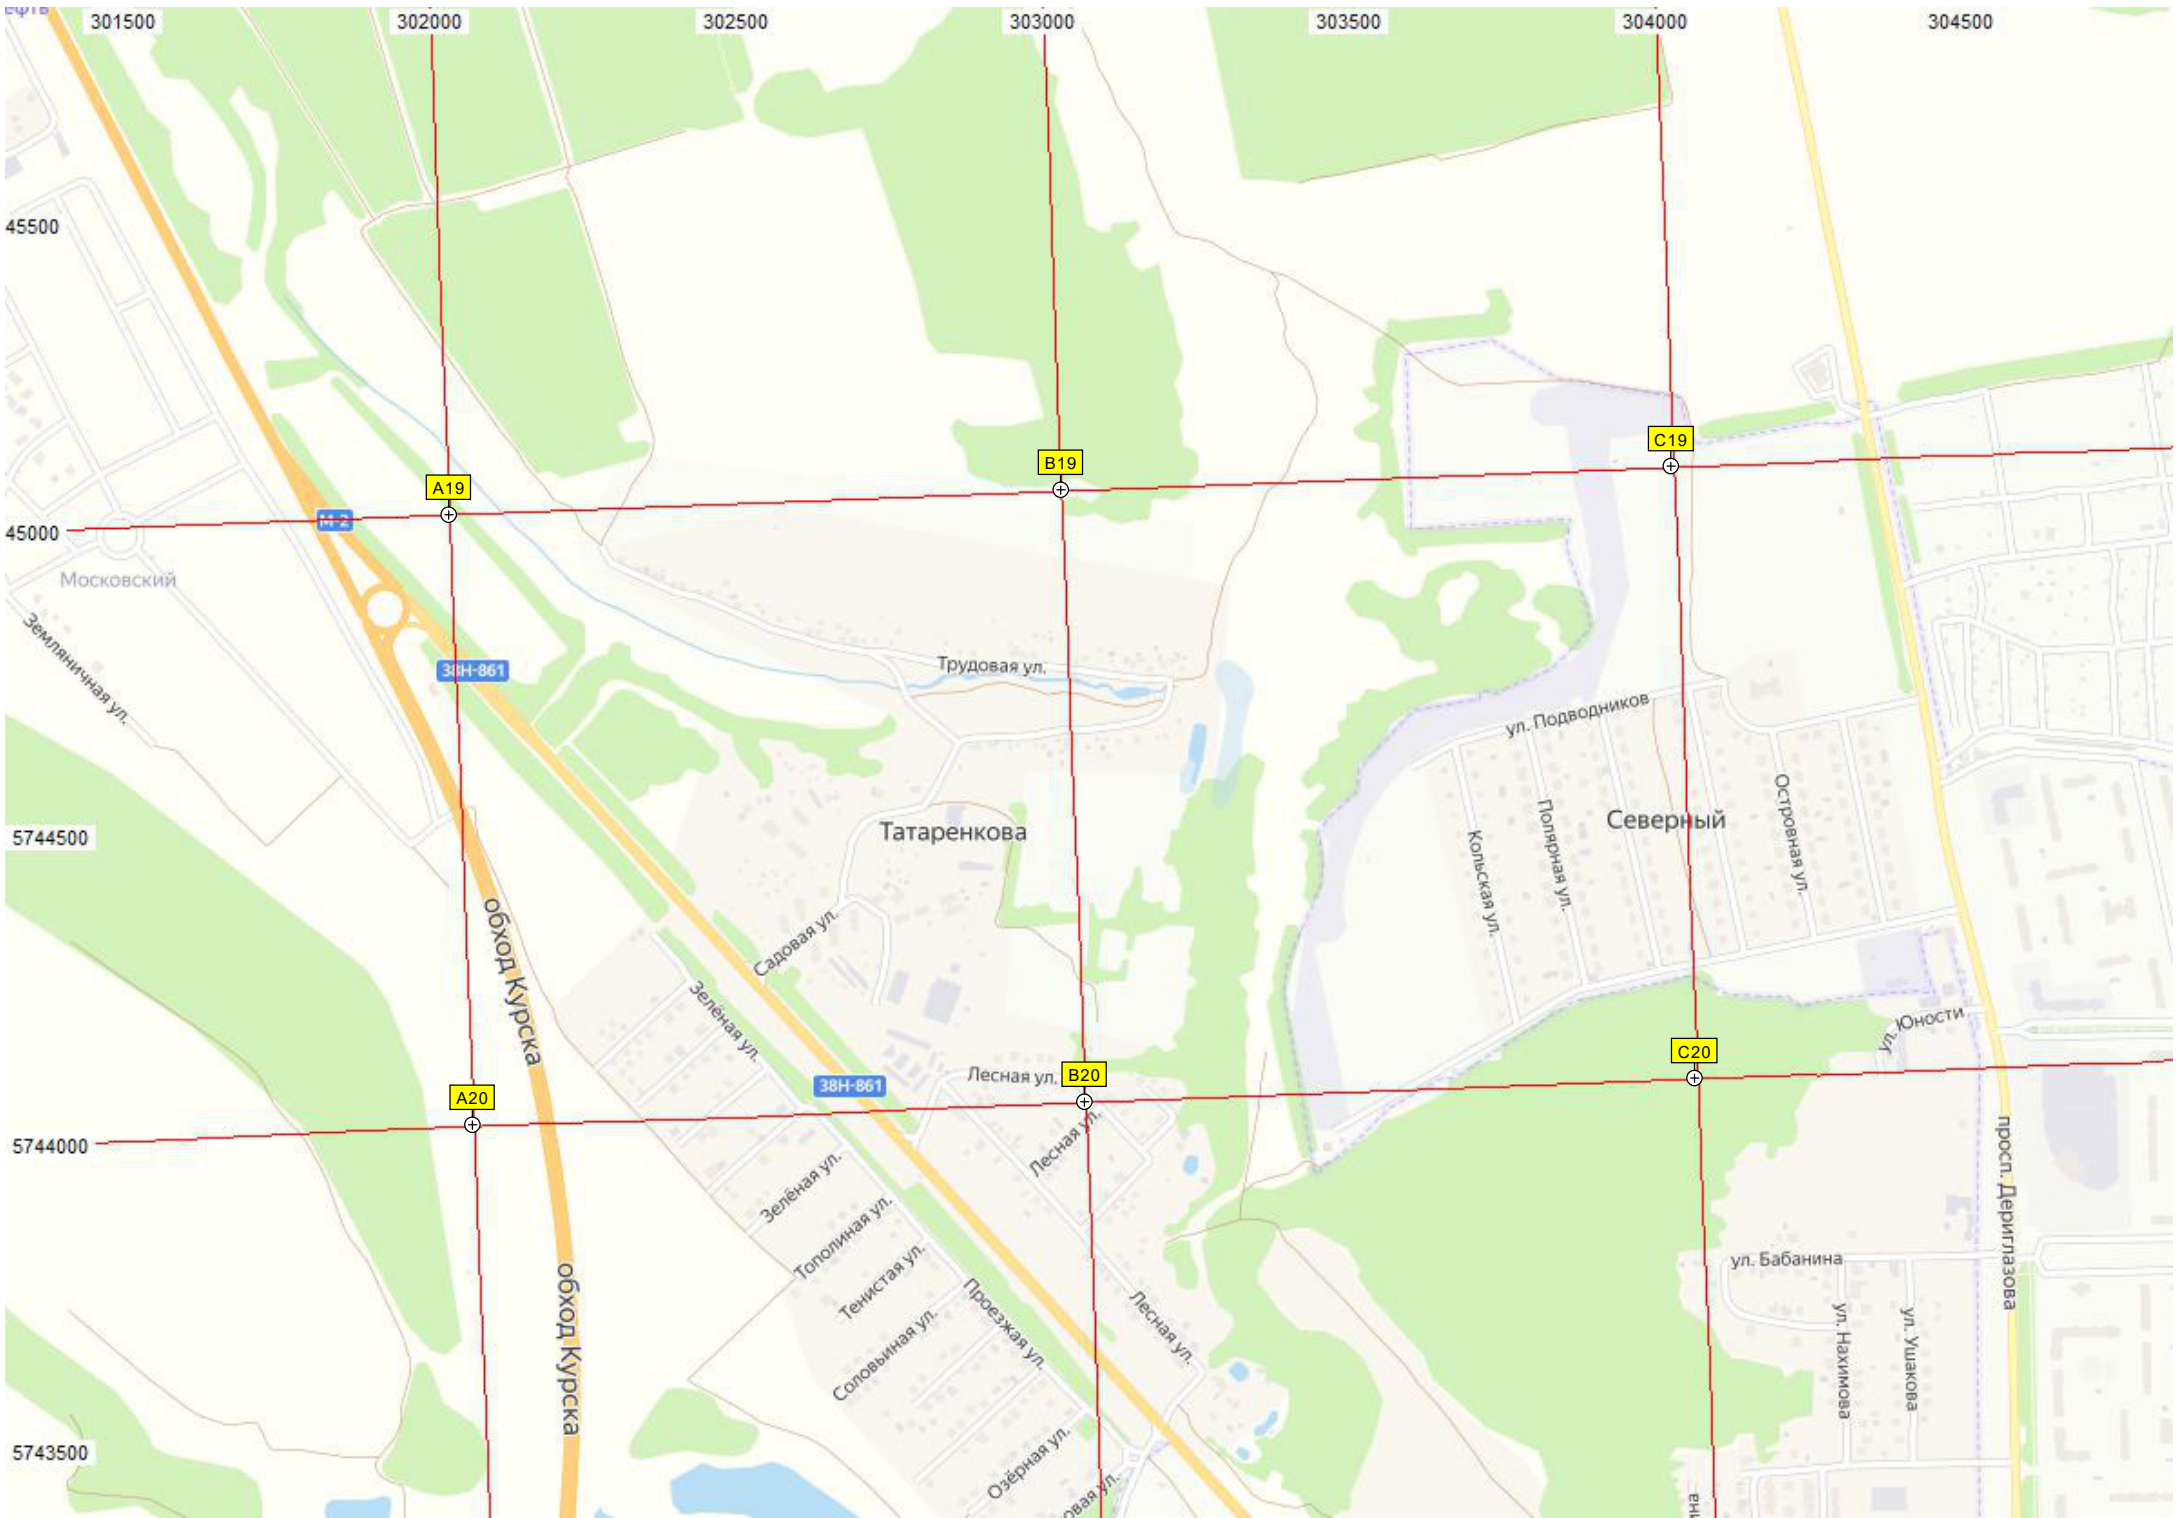 301500 302000 302500 303000 303500 304000 304500
45500
C19
B19
A19
М-2
45000
Московский
Земляничная ул.
38Н-861
Трудовая ул.
ул. Подводников
Татаренкова
Северный
5744500
Кольская ул.
Полярная ул.
Островная ул.
обход Курска
Садовая ул.
Зелёная ул.
ул. Юности
C20
B20
A20
Лесная ул.
38Н-861
Лесная ул.
5744000
Зелёная ул.
просп. Дериглазова
Тополиная ул.
Тенистая ул.
ул. Бабанина
обход Курска
Проезжая ул.
Лесная ул.
Соловьиная ул.
ул. Нахимова
ул. Ушакова
5743500
Озёрная ул.